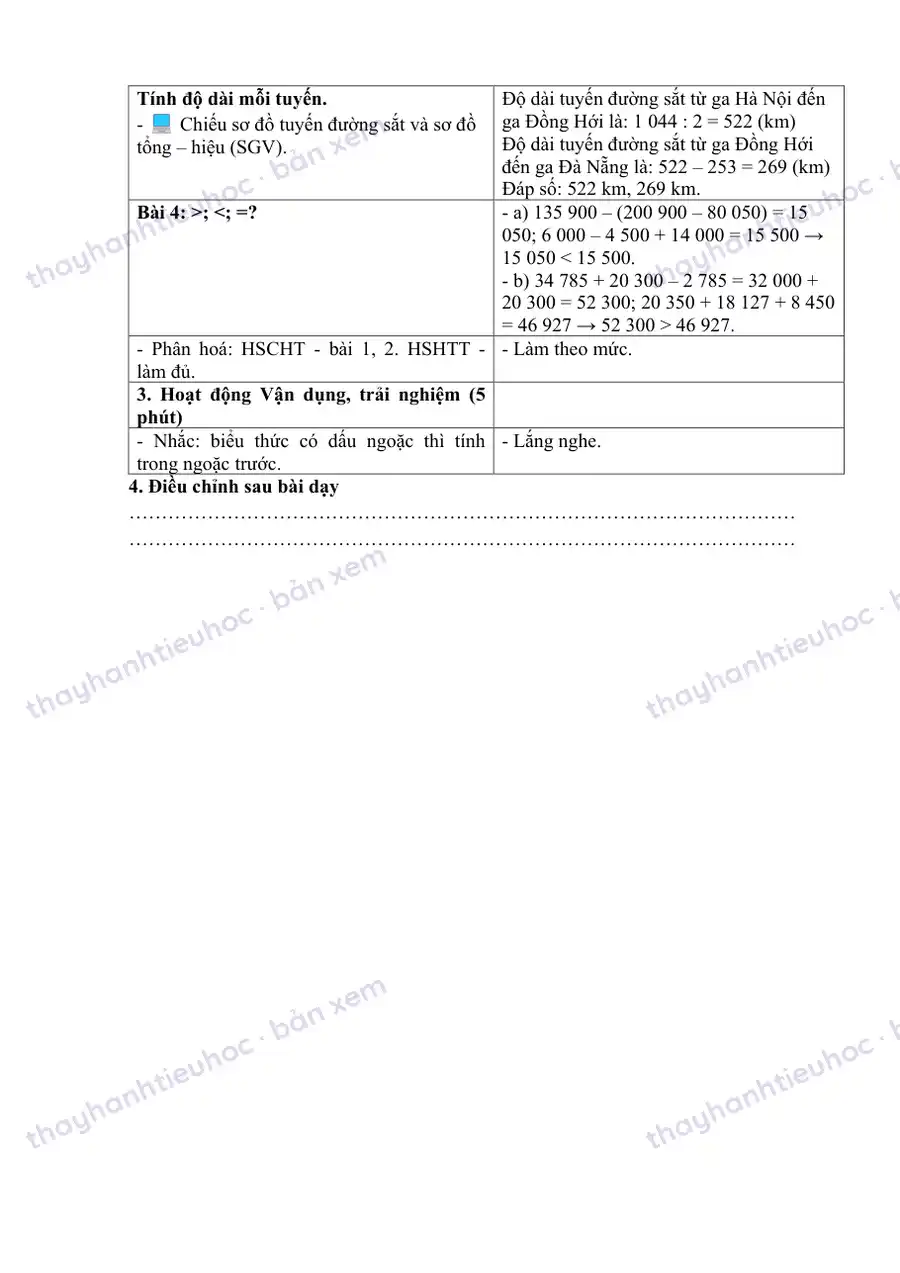 Tính độ dài mỗi tuyến.
- Chiếu sơ đồ tuyến đường sắt và sơ đồ
tổng – hiệu (SGV).
Độ dài tuyến đường sắt từ ga Hà Nội đến
ga Đồng Hới là: 1 044 : 2 = 522 (km)
Độ dài tuyến đường sắt từ ga Đồng Hới
đến ga Đà Nẵng là: 522 – 253 = 269 (km)
Đáp số: 522 km, 269 km.
Bài 4: >; <; =?
- a) 135 900 – (200 900 – 80 050) = 15
050; 6 000 – 4 500 + 14 000 = 15 500 →
15 050 < 15 500.
- b) 34 785 + 20 300 – 2 785 = 32 000 +
20 300 = 52 300; 20 350 + 18 127 + 8 450
= 46 927 → 52 300 > 46 927.
- Phân hoá: HSCHT - bài 1, 2. HSHTT -
làm đủ.
- Làm theo mức.
3. Hoạt động Vận dụng, trải nghiệm (5
phút)
- Nhắc: biểu thức có dấu ngoặc thì tính
trong ngoặc trước.
- Lắng nghe.
4. Điều chỉnh sau bài dạy
……………………………………………………………………………………………
……………………………………………………………………………………………
thayhanhtieuhoc · bản xem
thayhanhtieuhoc · b
thayhanhtieuhoc · bản xem
thayhanhtieuhoc · b
thayhanhtieuhoc · bản xem
thayhanhtieuhoc · b